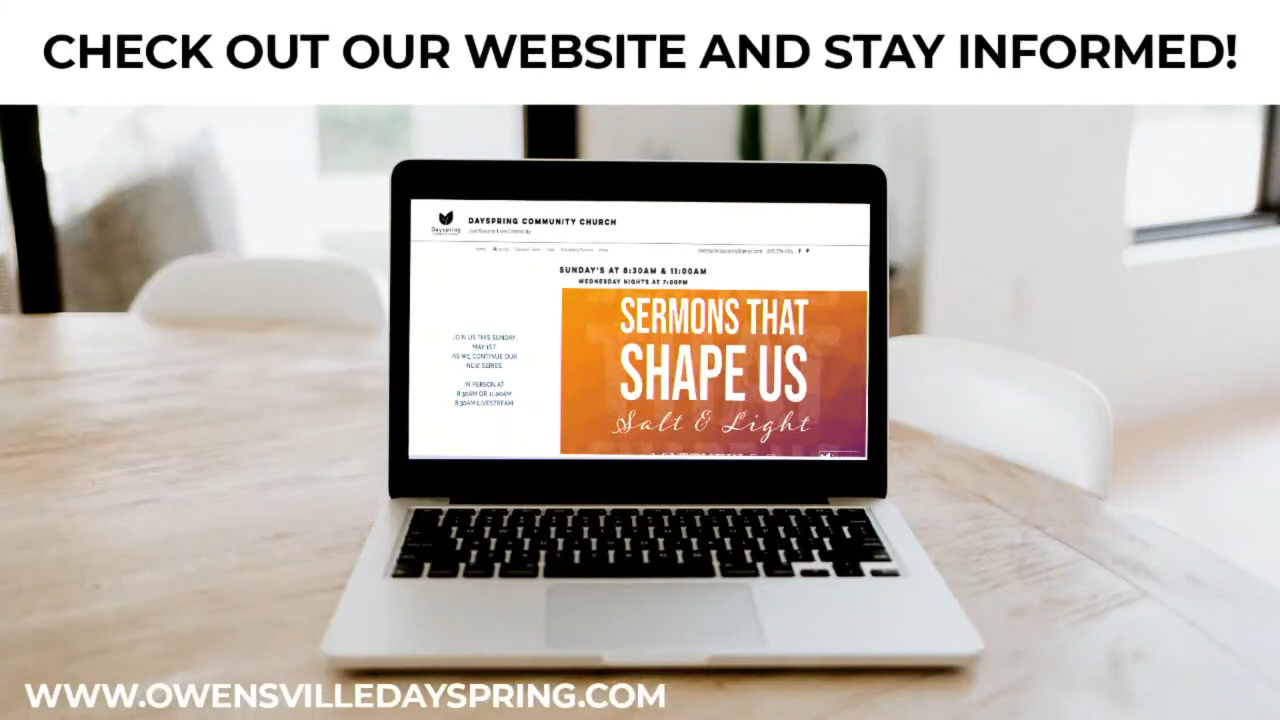 CHECK OUT OUR WEBSITE AND STAY INFORMED!
Dayspring
DAYSPRING COMMUNITY CHURCH
SUNDAY'S AT 8:30AM & 11:00AM
WEDNESDAY NIGHTS AT 7:00PM
JOIN US THIS SUNDAY,
MAY 1ST
AS WE CONTINUE OUR
NEW SERIES.
IN PERSON AT
8:30AM OR 11:00AM
8:30AM LIVESTREAM
SERMONS THAT
SHAPE US
Salt & Light
WWW.OWENSVILLEDAYSPRING.COM